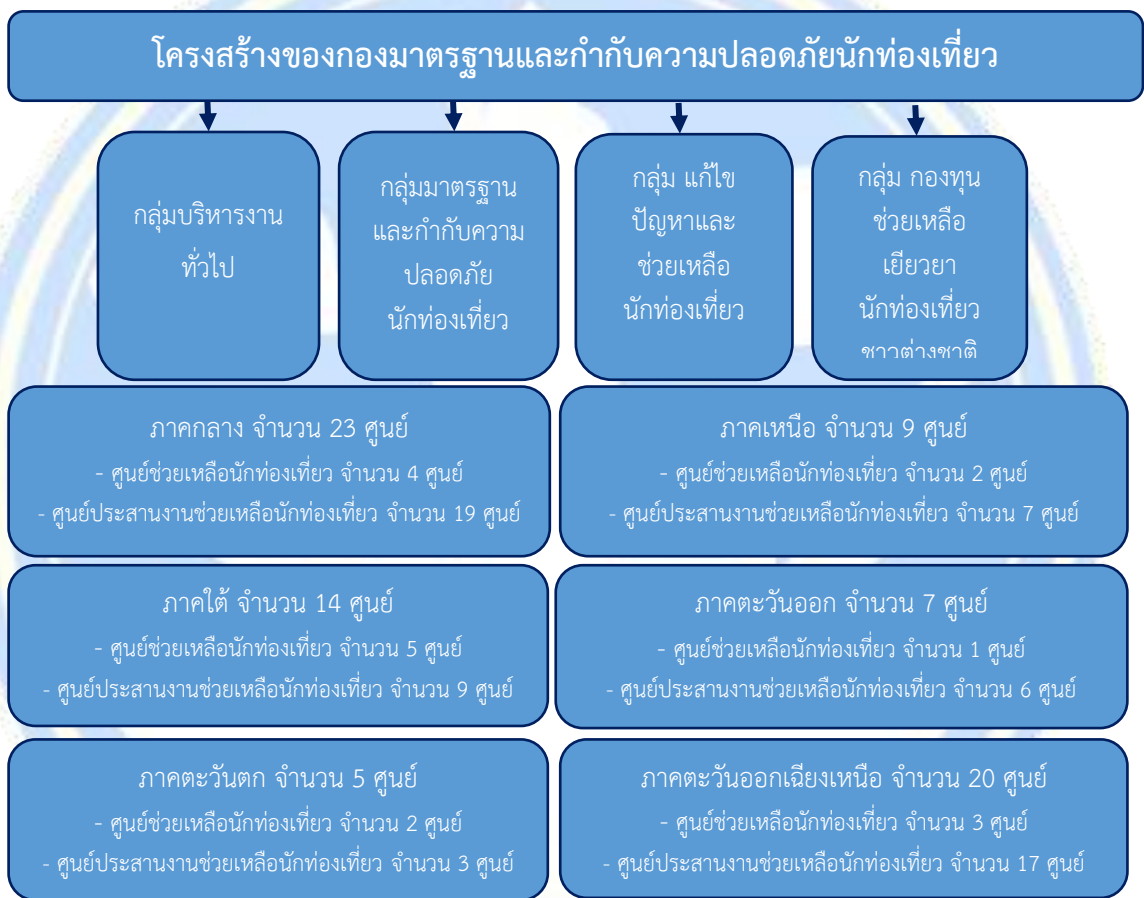 โครงสร้างของกองมาตรฐานและกำกับความปลอดภัยนักท่องเที่ยว
กลุ่มบริหารงาน
ทั่วไป
กลุ่มมาตรฐาน
และกำกับความ
ปลอดภัย
นักท่องเที่ยว
กลุ่ม แก้ไข
ปัญหาและ
ช่วยเหลือ
นักท่องเที่ยว
กลุ่ม กองทุน
ช่วยเหลือ
เยียวยา
นักท่องเที่ยว
ชาวต่างชาติ
ภาคกลาง จำนวน 23 ศูนย์
- ศูนย์ช่วยเหลือนักท่องเที่ยว จำนวน 4 ศูนย์
- ศูนย์ประสานงานช่วยเหลือนักท่องเที่ยว จำนวน 19 ศูนย์
ภาคเหนือ จำนวน 9 ศูนย์
- ศูนย์ช่วยเหลือนักท่องเที่ยว จำนวน 2 ศูนย์
- ศูนย์ประสานงานช่วยเหลือนักท่องเที่ยว จำนวน 7 ศูนย์
ภาคใต้ จำนวน 14 ศูนย์
- ศูนย์ช่วยเหลือนักท่องเที่ยว จำนวน 5 ศูนย์
- ศูนย์ประสานงานช่วยเหลือนักท่องเที่ยว จำนวน 9 ศูนย์
ภาคตะวันออก จำนวน 7 ศูนย์
- ศูนย์ช่วยเหลือนักท่องเที่ยว จำนวน 1 ศูนย์
- ศูนย์ประสานงานช่วยเหลือนักท่องเที่ยว จำนวน 6 ศูนย์
ภาคตะวันตก จำนวน 5 ศูนย์
- ศูนย์ช่วยเหลือนักท่องเที่ยว จำนวน 2 ศูนย์
- ศูนย์ประสานงานช่วยเหลือนักท่องเที่ยว จำนวน 3 ศูนย์
ภาคตะวันออกเฉียงเหนือ จำนวน 20 ศูนย์
- ศูนย์ช่วยเหลือนักท่องเที่ยว จำนวน 3 ศูนย์
- ศูนย์ประสานงานช่วยเหลือนักท่องเที่ยว จำนวน 17 ศูนย์